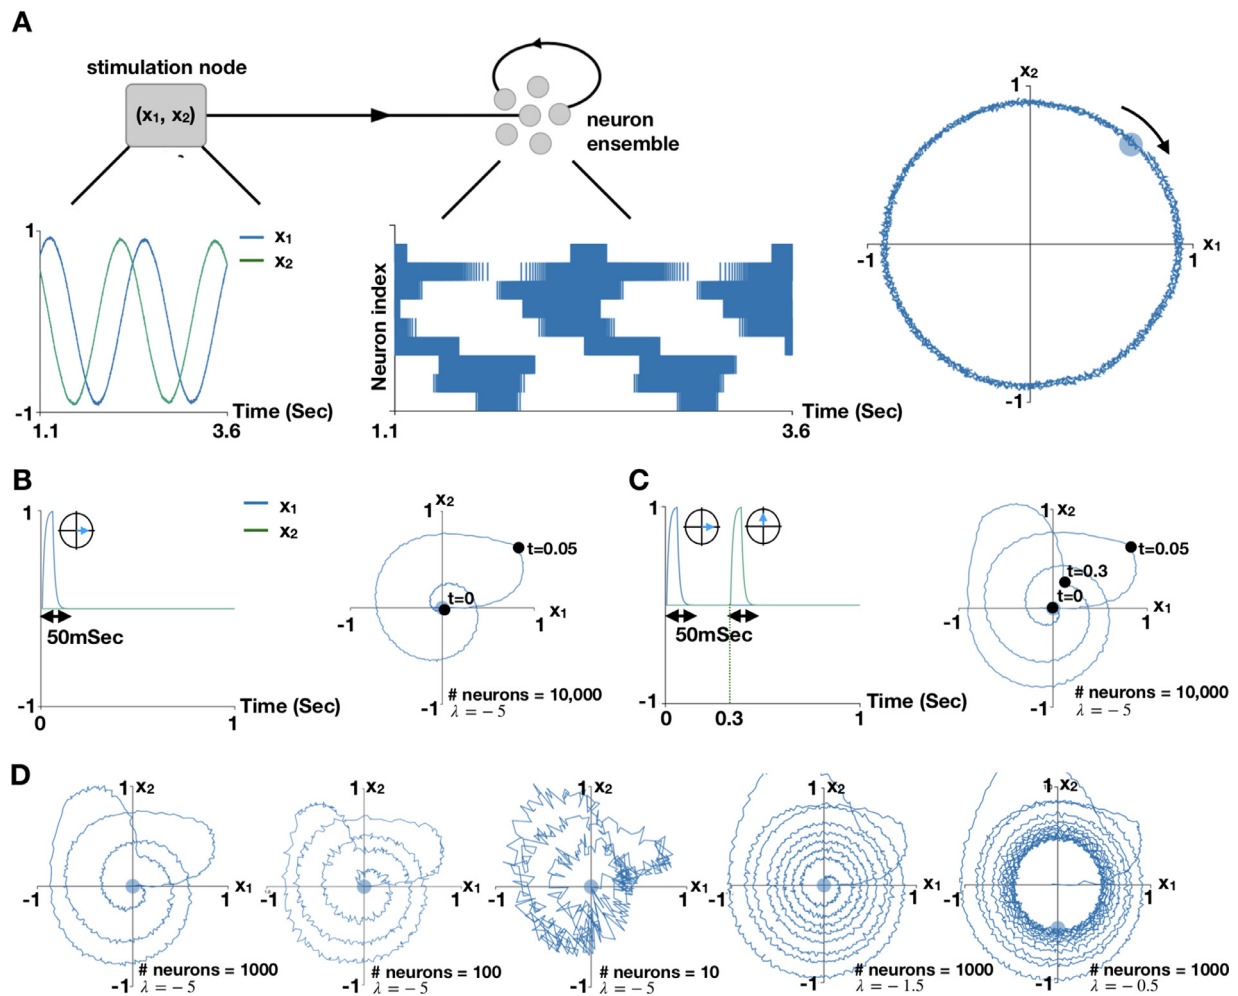 A
stimulation node
(x1, x2)
neuron
ensemble
1
x1
x2
-1
1.1
3.6
Time (Sec)
Neuron index
1.1
3.6
Time (Sec)
x2
1
-1
x1
1
-1
B
1
x1
x2
50mSec
-1
0
1
Time (Sec)
x2
1
t=0.05
t=0
-1
x1
1
-1
# neurons = 10,000
λ = − 5
C
1
50mSec
-1
0
0.3
1
Time (Sec)
1
x2
t=0.05
t=0.3
t=0
-1
x1
1
-1
# neurons = 10,000
λ = − 5
D
1 x2
-1
x1
1
-1
# neurons = 1000
λ = − 5
1 x2
-1
x1
1
-1
# neurons = 100
λ = − 5
1 x2
-1
x1
1
-1
# neurons = 10
λ = − 5
1 x2
-1
x1
1
-1
# neurons = 1000
λ = − 1.5
1 x2
-1
x1
1
-1
# neurons = 1000
λ = − 0.5